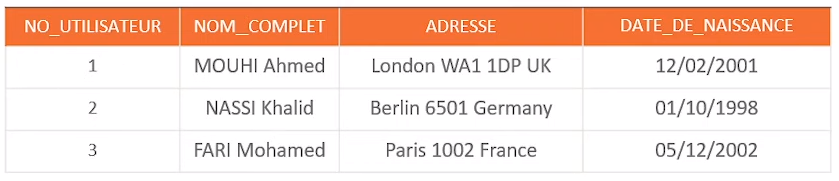 NO_UTILISATEUR NOM_COMPLET ADRESSE DATE_DE_NAISSANCE
1 MOUHI Ahmed London WA1 1DP UK 12/02/2001
2 NASSI Khalid Berlin 6501 Germany 01/10/1998
3 FARI Mohamed Paris 1002 France 05/12/2002